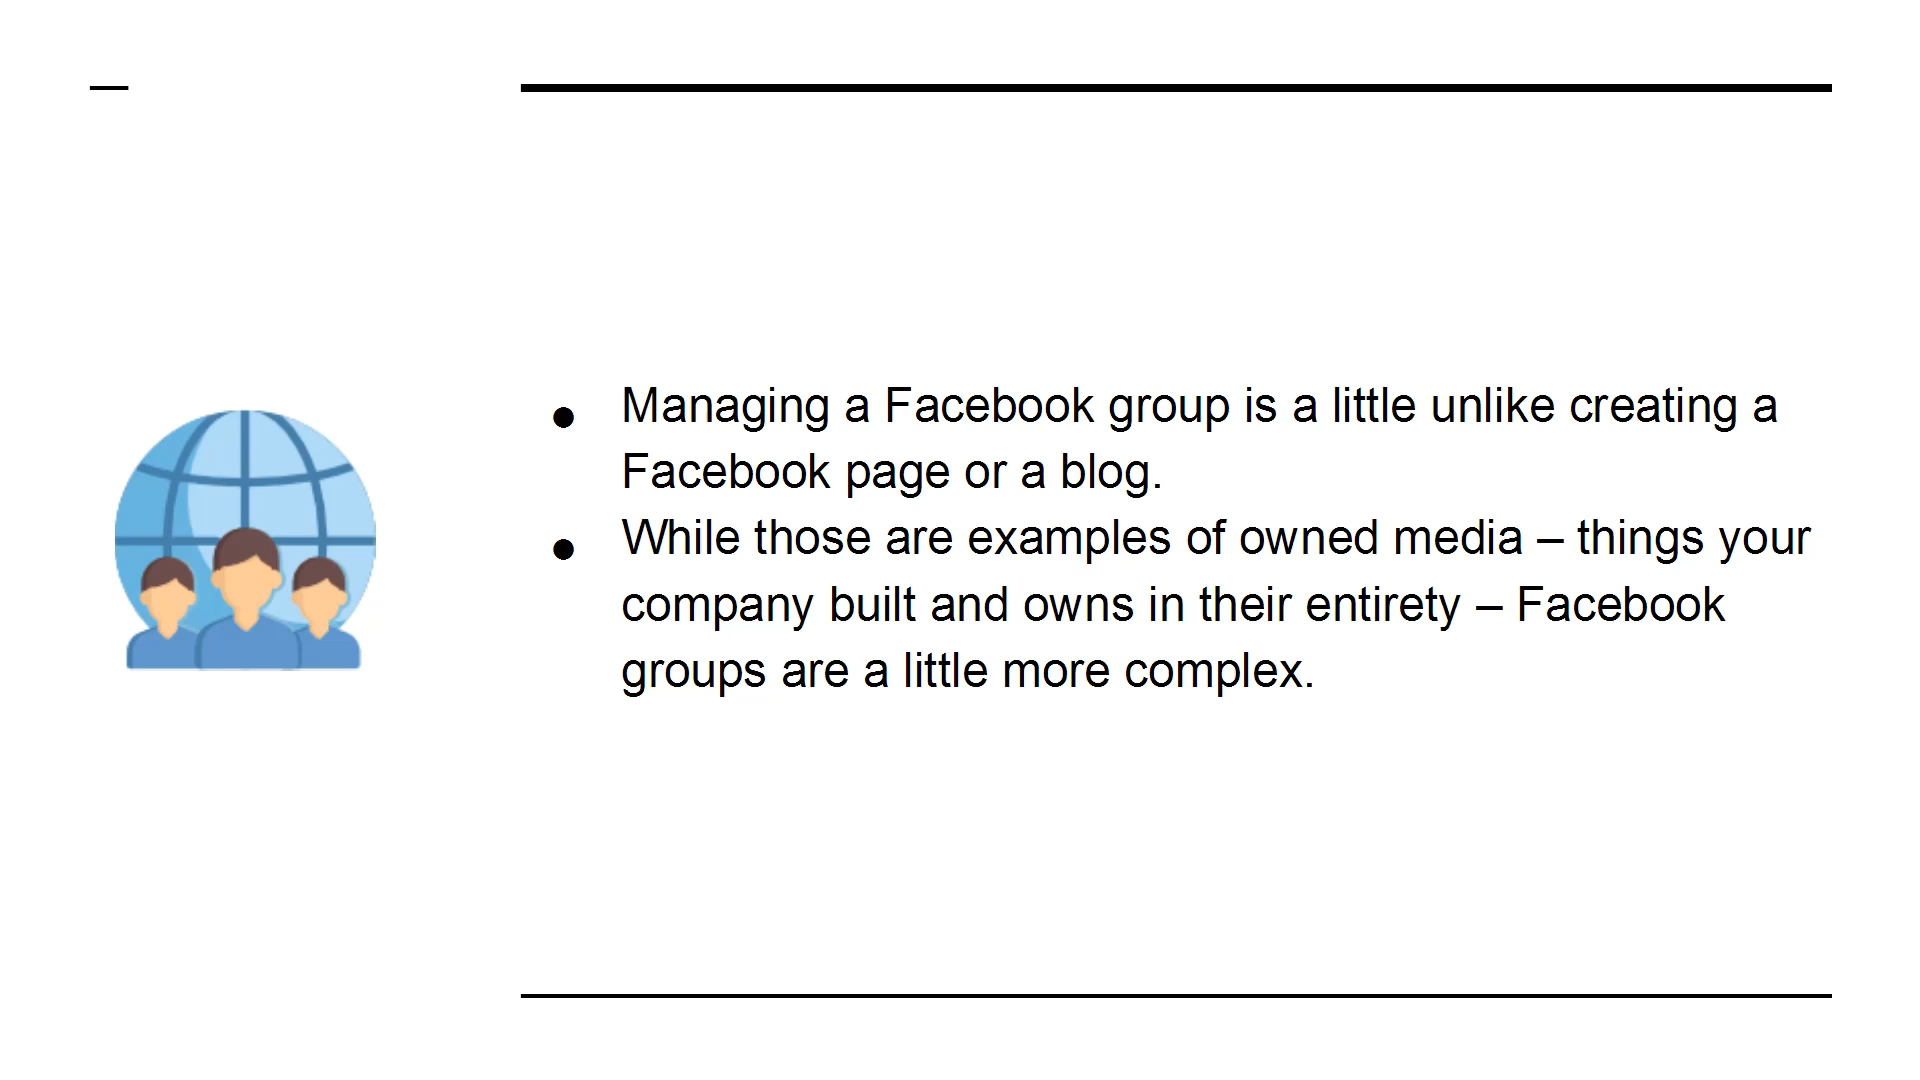 ● Managing a Facebook group is a little unlike creating a
Facebook page or a blog.
● While those are examples of owned media – things your
company built and owns in their entirety – Facebook
groups are a little more complex.